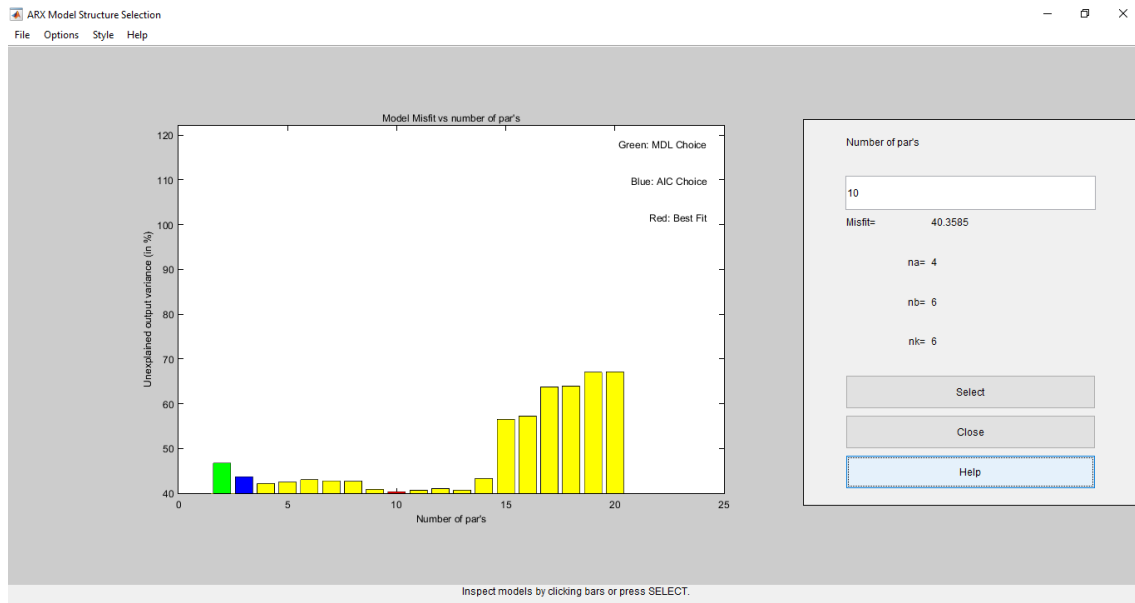 ARX Model Structure Selection
File Options Style Help
Model Misfit vs number of par's
Green: MDL Choice
Blue: AIC Choice
Red: Best Fit
Unexplained output variance (in %)
120
110
100
90
80
70
60
50
40
0 5 10 15 20 25
Number of par's
Number of par's
10
Misfit= 40.3585
na= 4
nb= 6
nk= 6
Select
Close
Help
Inspect models by clicking bars or press SELECT.